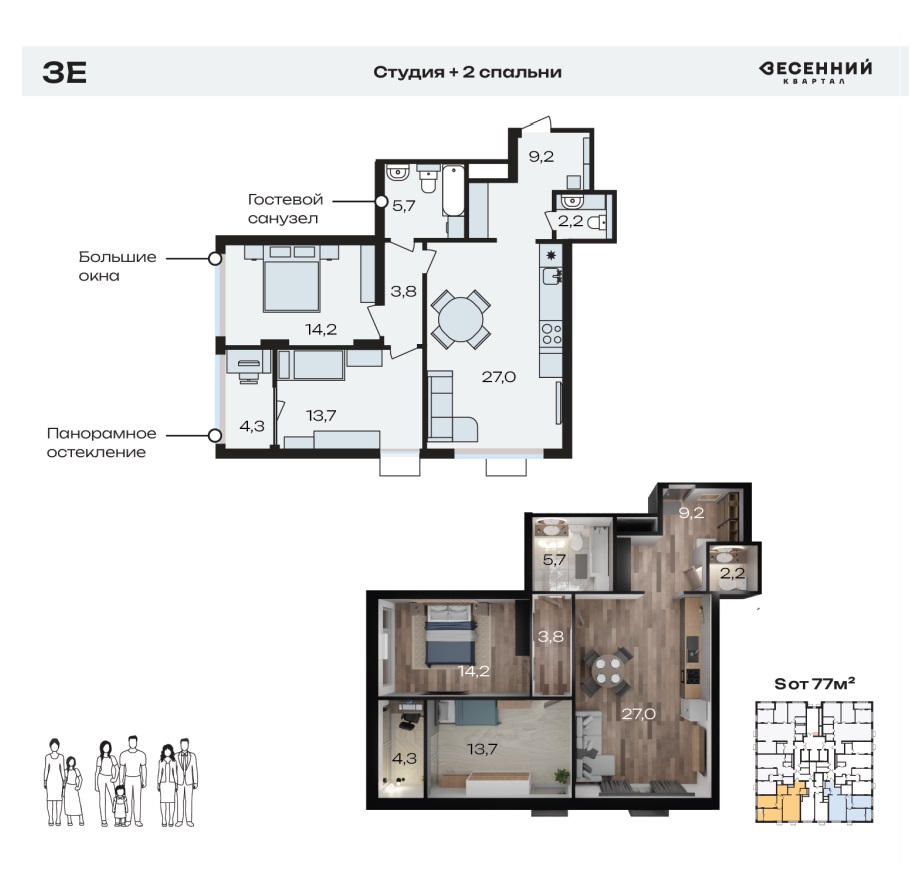 3E
Студия + 2 спальни
ВЕСЕННИЙ
КВАРТАЛ
9,2
Гостевой
санузел
5,7
2,2
Большие
окна
3,8
14,2
27,0
13,7
4,3
Панорамное
остекление
9,2
5,7
2,2
3,8
14,2
27,0
13,7
4,3
S от 77м²